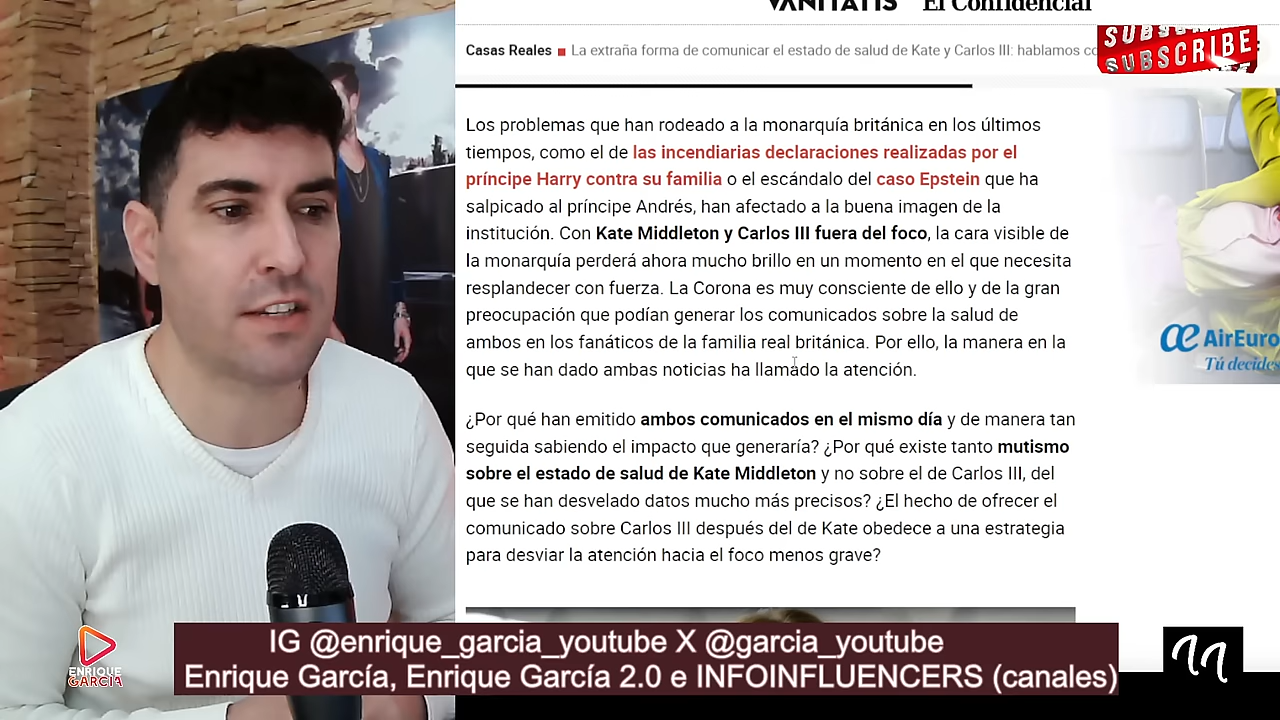 VANITATIS El Confidencial
Casas Reales ■ La extraña forma de comunicar el estado de salud de Kate y Carlos III: hablamos
SUBSCRIBE
SUBSCRIBE
Los problemas que han rodeado a la monarquía británica en los últimos
tiempos, como el de las incendiarias declaraciones realizadas por el
príncipe Harry contra su familia o el escándalo del caso Epstein que ha
salpicado al príncipe Andrés, han afectado a la buena imagen de la
institución. Con Kate Middleton y Carlos III fuera del foco, la cara visible de
la monarquía perderá ahora mucho brillo en un momento en el que necesita
resplandecer con fuerza. La Corona es muy consciente de ello y de la gran
preocupación que podían generar los comunicados sobre la salud de
ambos en los fanáticos de la familia real británica. Por ello, la manera en la
que se han dado ambas noticias ha llamado la atención.
AirEuro
Tú decides
¿Por qué han emitido ambos comunicados en el mismo día y de manera tan
seguida sabiendo el impacto que generaría? ¿Por qué existe tanto mutismo
sobre el estado de salud de Kate Middleton y no sobre el de Carlos III, del
que se han desvelado datos mucho más precisos? ¿El hecho de ofrecer el
comunicado sobre Carlos III después del de Kate obedece a una estrategia
para desviar la atención hacia el foco menos grave?
ENRIQUE
GARCÍA
IG @enrique_garcia_youtube X @garcia_youtube
Enrique García, Enrique García 2.0 e INFOINFLUENCERS (canales)